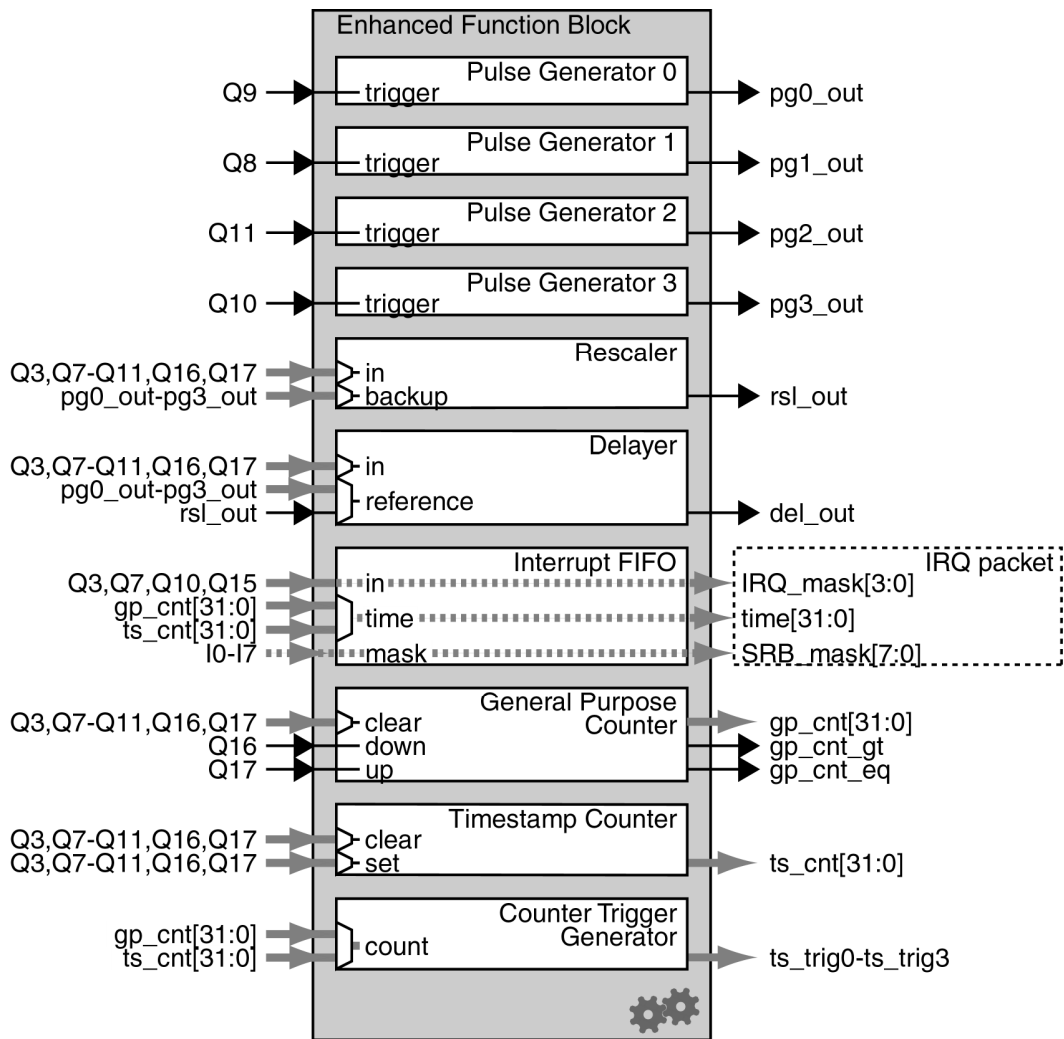 Enhanced Function Block
Pulse Generator 0
Q9 trigger pg0_out
Pulse Generator 1
Q8 trigger pg1_out
Pulse Generator 2
Q11 trigger pg2_out
Pulse Generator 3
Q10 trigger pg3_out
Rescaler
Q3,Q7-Q11,Q16,Q17 in
pg0_out-pg3_out backup rsl_out
Delayer
Q3,Q7-Q11,Q16,Q17 in
pg0_out-pg3_out
reference
rsl_out del_out
Interrupt FIFO IRQ packet
Q3,Q7,Q10,Q15 in IRQ_mask[3:0]
gp_cnt[31:0]
time time[31:0]
ts_cnt[31:0]
I0-I7 mask SRB_mask[7:0]
General Purpose
Counter
Q3,Q7-Q11,Q16,Q17 clear gp_cnt[31:0]
Q16 down gp_cnt_gt
Q17 up gp_cnt_eq
Timestamp Counter
Q3,Q7-Q11,Q16,Q17 clear
Q3,Q7-Q11,Q16,Q17 set ts_cnt[31:0]
Counter Trigger
Generator
gp_cnt[31:0]
count
ts_cnt[31:0] ts_trig0-ts_trig3